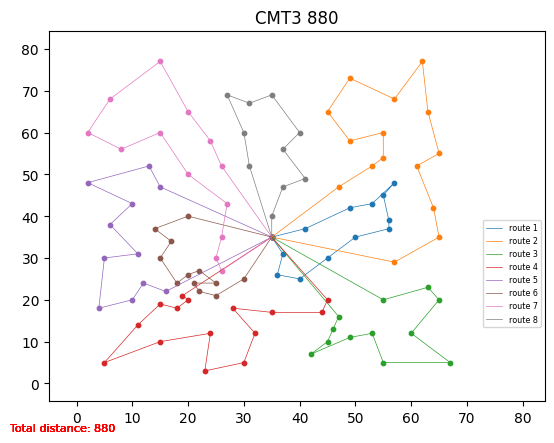 CMT3 880
80
70
60
50
40
30
20
10
0
route 1
route 2
route 3
route 4
route 5
route 6
route 7
route 8
0 10 20 30 40 50 60 70 80
Total distance: 880